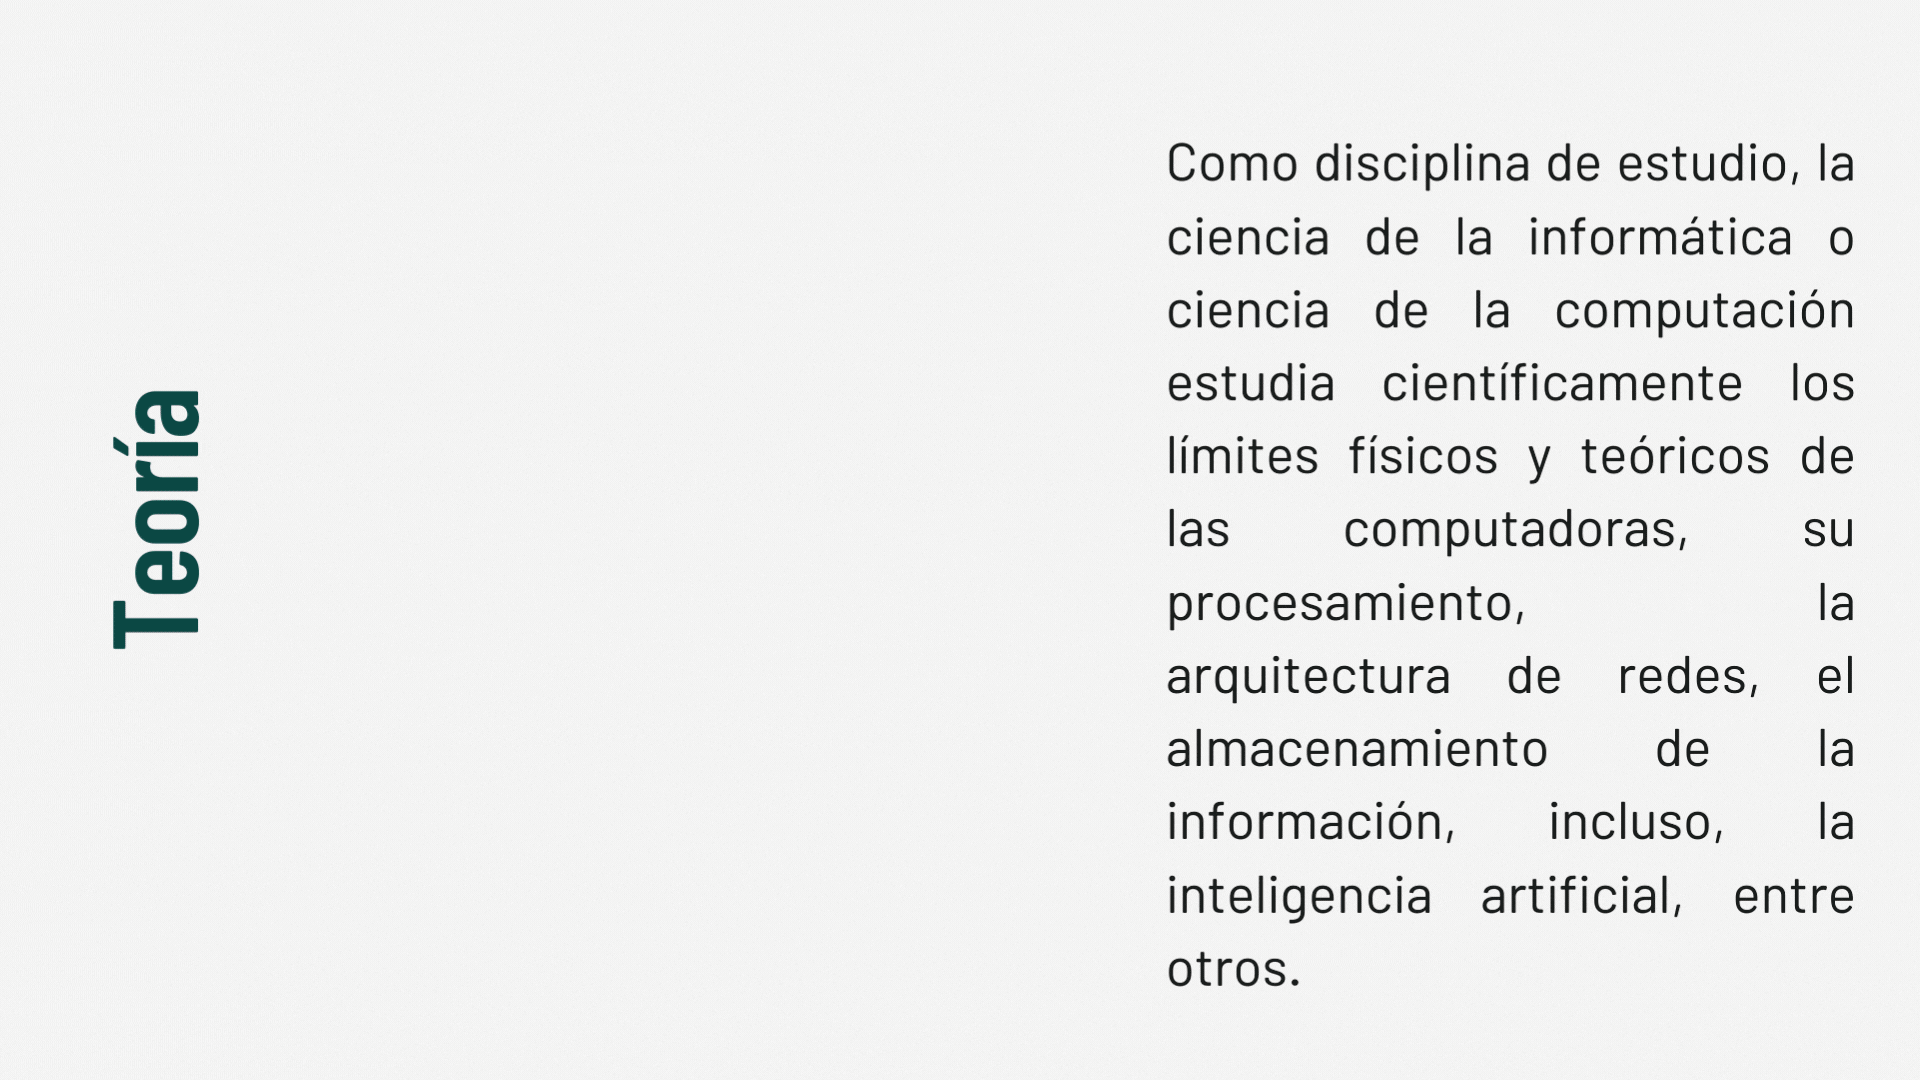 Teoría
Como disciplina de estudio, la
ciencia de la informática o
ciencia de la computación
estudia científicamente los
límites físicos y teóricos de
las computadoras, su
procesamiento, la
arquitectura de redes, el
almacenamiento de la
información, incluso, la
inteligencia artificial, entre
otros.